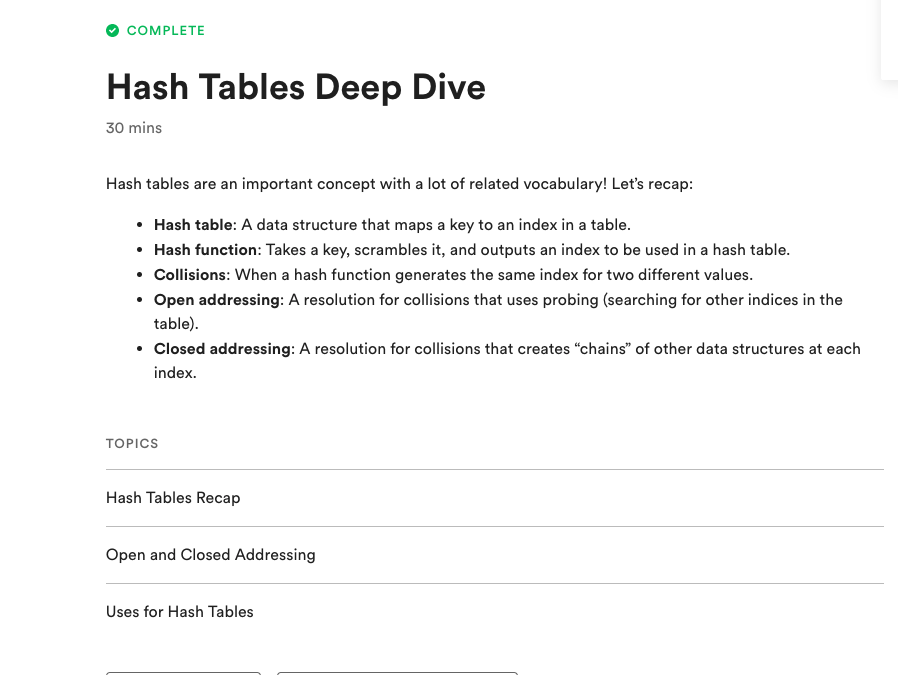 COMPLETE
Hash Tables Deep Dive
30 mins
Hash tables are an important concept with a lot of related vocabulary! Let’s recap:
• Hash table: A data structure that maps a key to an index in a table.
• Hash function: Takes a key, scrambles it, and outputs an index to be used in a hash table.
• Collisions: When a hash function generates the same index for two different values.
• Open addressing: A resolution for collisions that uses probing (searching for other indices in the
table).
• Closed addressing: A resolution for collisions that creates “chains” of other data structures at each
index.
TOPICS
Hash Tables Recap
Open and Closed Addressing
Uses for Hash Tables